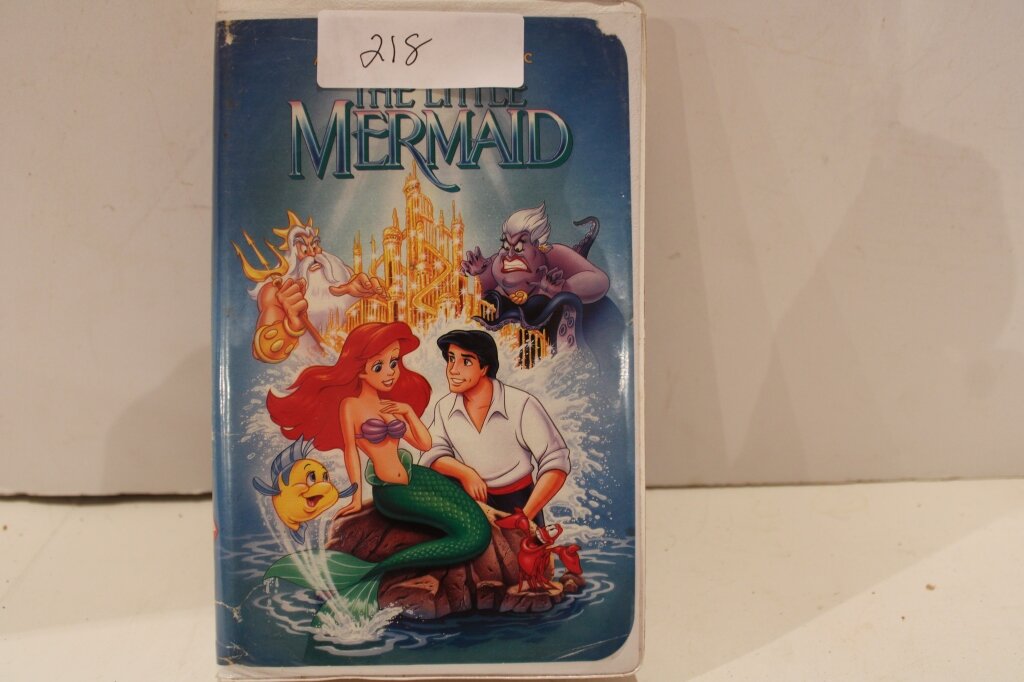 218
THE LITTLE
MERMAID